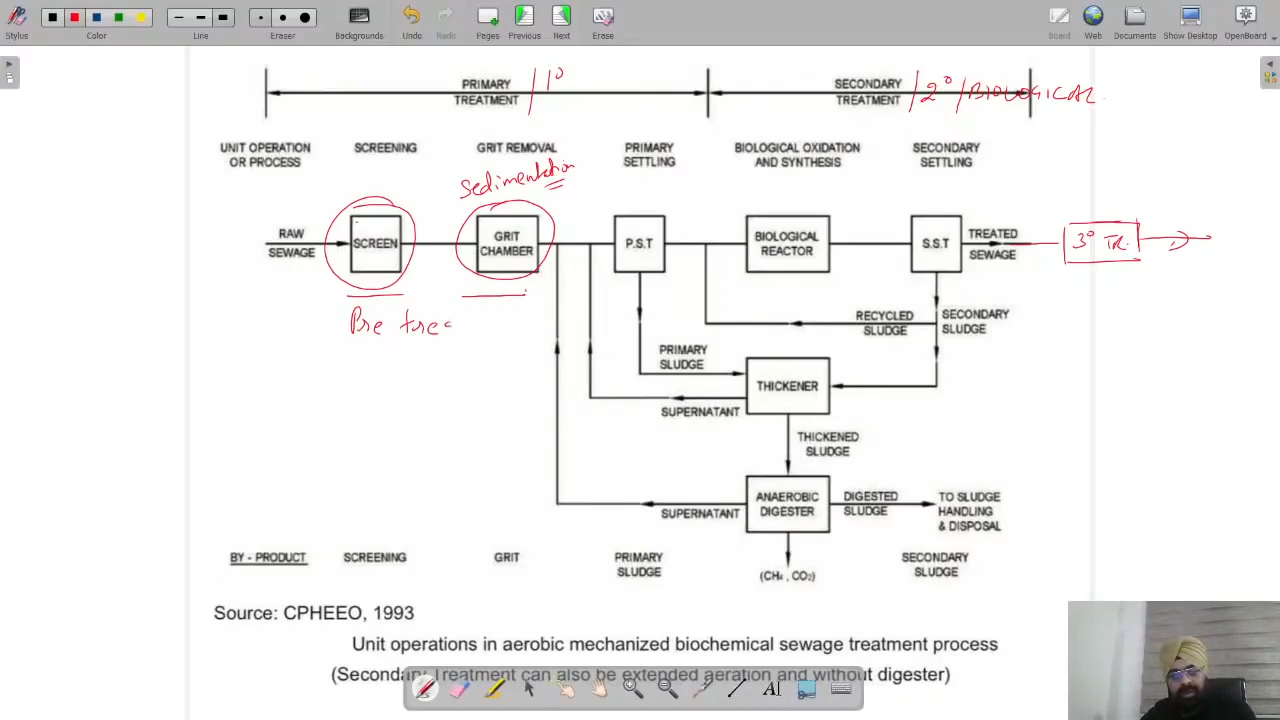 Stylus
Color
Line
Eraser
Backgrounds
Undo
Redo
Pages
Previous
Next
Erase
Board
Web
Documents
Show Desktop
OpenBoard
PRIMARY
TREATMENT
/1°
SECONDARY
TREATMENT
/2°/BIOLOGICAL
UNIT OPERATION
OR PROCESS
SCREENING
GRIT REMOVAL
PRIMARY
SETTLING
BIOLOGICAL OXIDATION
AND SYNTHESIS
SECONDARY
SETTLING
Sedimentation
RAW
SEWAGE
SCREEN
GRIT
CHAMBER
P.S.T
BIOLOGICAL
REACTOR
S.S.T
TREATED
SEWAGE
3° TR.
Pre trea
RECYCLED
SLUDGE
SECONDARY
SLUDGE
PRIMARY
SLUDGE
THICKENER
SUPERNATANT
THICKENED
SLUDGE
ANAEROBIC
DIGESTER
SUPERNATANT
DIGESTED
SLUDGE
TO SLUDGE
HANDLING
& DISPOSAL
BY - PRODUCT
SCREENING
GRIT
PRIMARY
SLUDGE
(CH₄ , CO₂)
SECONDARY
SLUDGE
Source: CPHEEO, 1993
Unit operations in aerobic mechanized biochemical sewage treatment process
(Secondary Treatment can also be extended aeration and without digester)